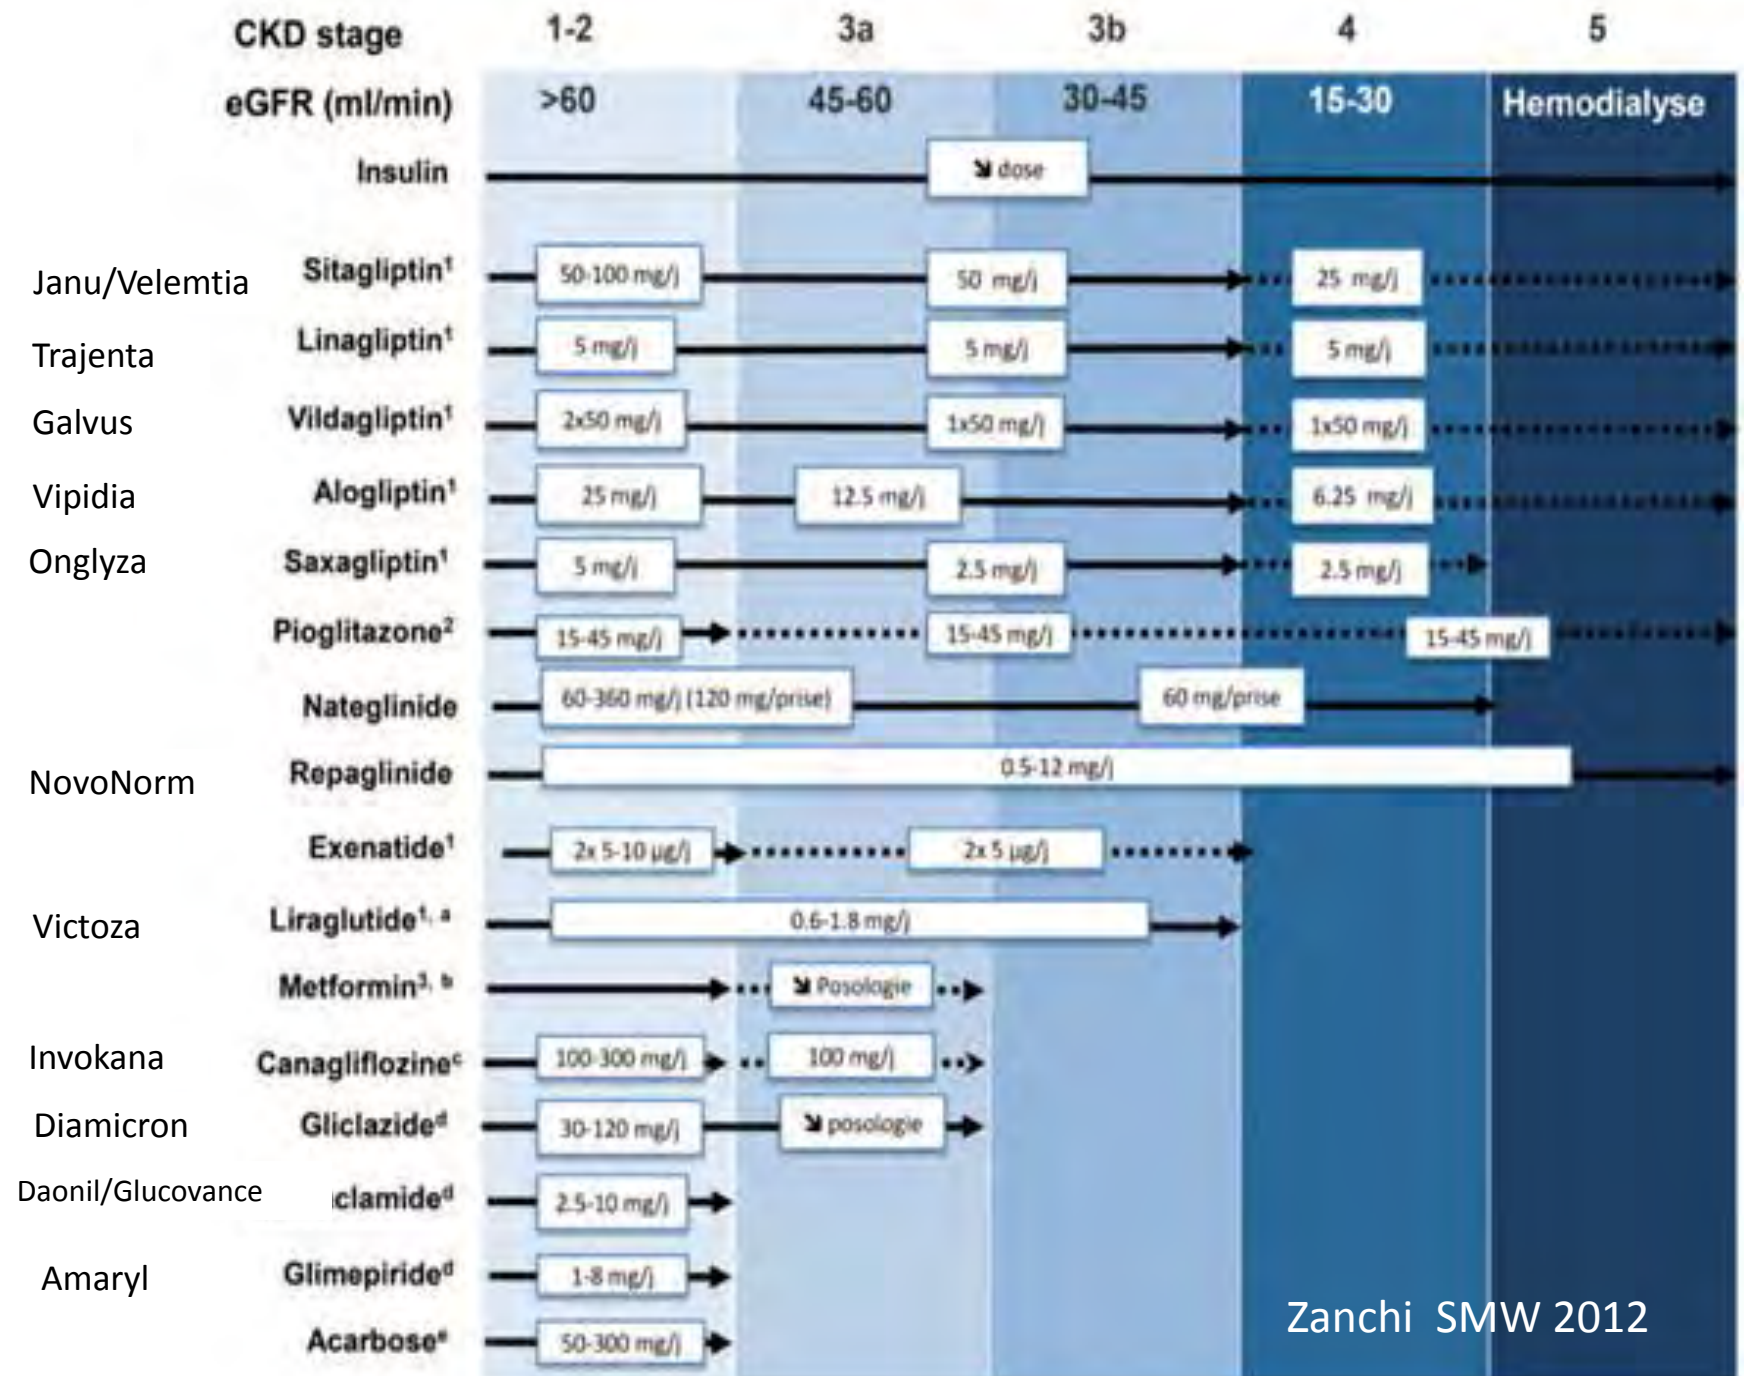 CKD stage 1-2 3a 3b 4 5
eGFR (ml/min) >60 45-60 30-45 15-30 Hemodialyse
Insulin ↘ dose
Janu/Velemtia Sitagliptin¹ 50-100 mg/j 50 mg/j 25 mg/j
Trajenta Linagliptin¹ 5 mg/j 5 mg/j 5 mg/j
Galvus Vildagliptin¹ 2x50 mg/j 1x50 mg/j 1x50 mg/j
Vipidia Alogliptin¹ 25 mg/j 12.5 mg/j 6.25 mg/j
Onglyza Saxagliptin¹ 5 mg/j 2.5 mg/j 2.5 mg/j
Pioglitazone² 15-45 mg/j 15-45 mg/j 15-45 mg/j
Nateglinide 60-360 mg/j (120 mg/prise) 60 mg/prise
NovoNorm Repaglinide 0.5-12 mg/j
Exenatide¹ 2x 5-10 µg/j 2x 5 µg/j
Victoza Liraglutide¹, ᵃ 0.6-1.8 mg/j
Metformin³, ᵇ ↘ Posologie
Invokana Canagliflozineᶜ 100-300 mg/j 100 mg/j
Diamicron Gliclazideᵈ 30-120 mg/j ↘ posologie
Daonil/Glucovance clamideᵈ 2.5-10 mg/j
Amaryl Glimepirideᵈ 1-8 mg/j
Acarboseᵉ 50-300 mg/j
Zanchi SMW 2012